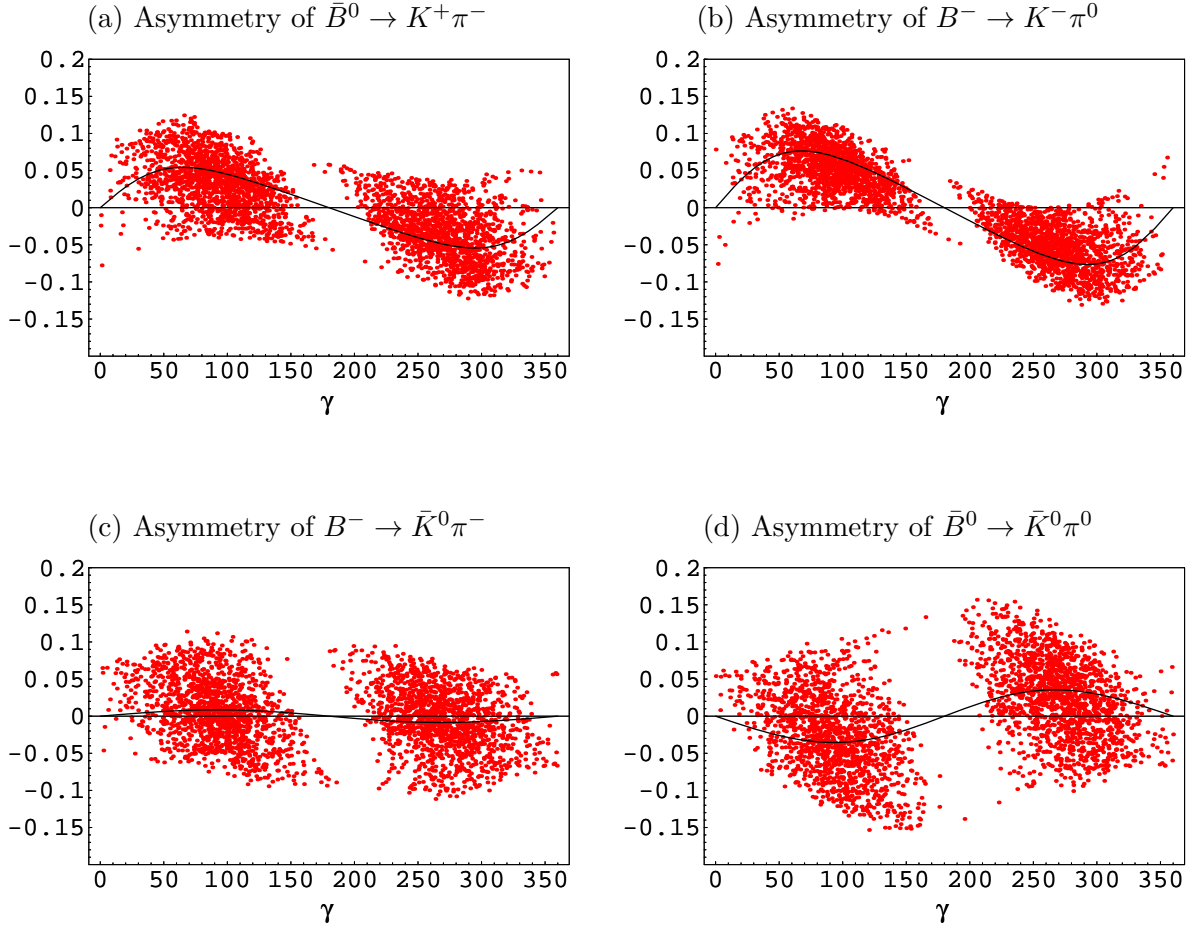 (a) Asymmetry of B̄⁰ → K⁺π⁻
0.2
0.15
0.1
0.05
0
-0.05
-0.1
-0.15
0 50 100 150 200 250 300 350
γ
(b) Asymmetry of B⁻ → K⁻π⁰
0.2
0.15
0.1
0.05
0
-0.05
-0.1
-0.15
0 50 100 150 200 250 300 350
γ
(c) Asymmetry of B⁻ → K̄⁰π⁻
0.2
0.15
0.1
0.05
0
-0.05
-0.1
-0.15
0 50 100 150 200 250 300 350
γ
(d) Asymmetry of B̄⁰ → K̄⁰π⁰
0.2
0.15
0.1
0.05
0
-0.05
-0.1
-0.15
0 50 100 150 200 250 300 350
γ